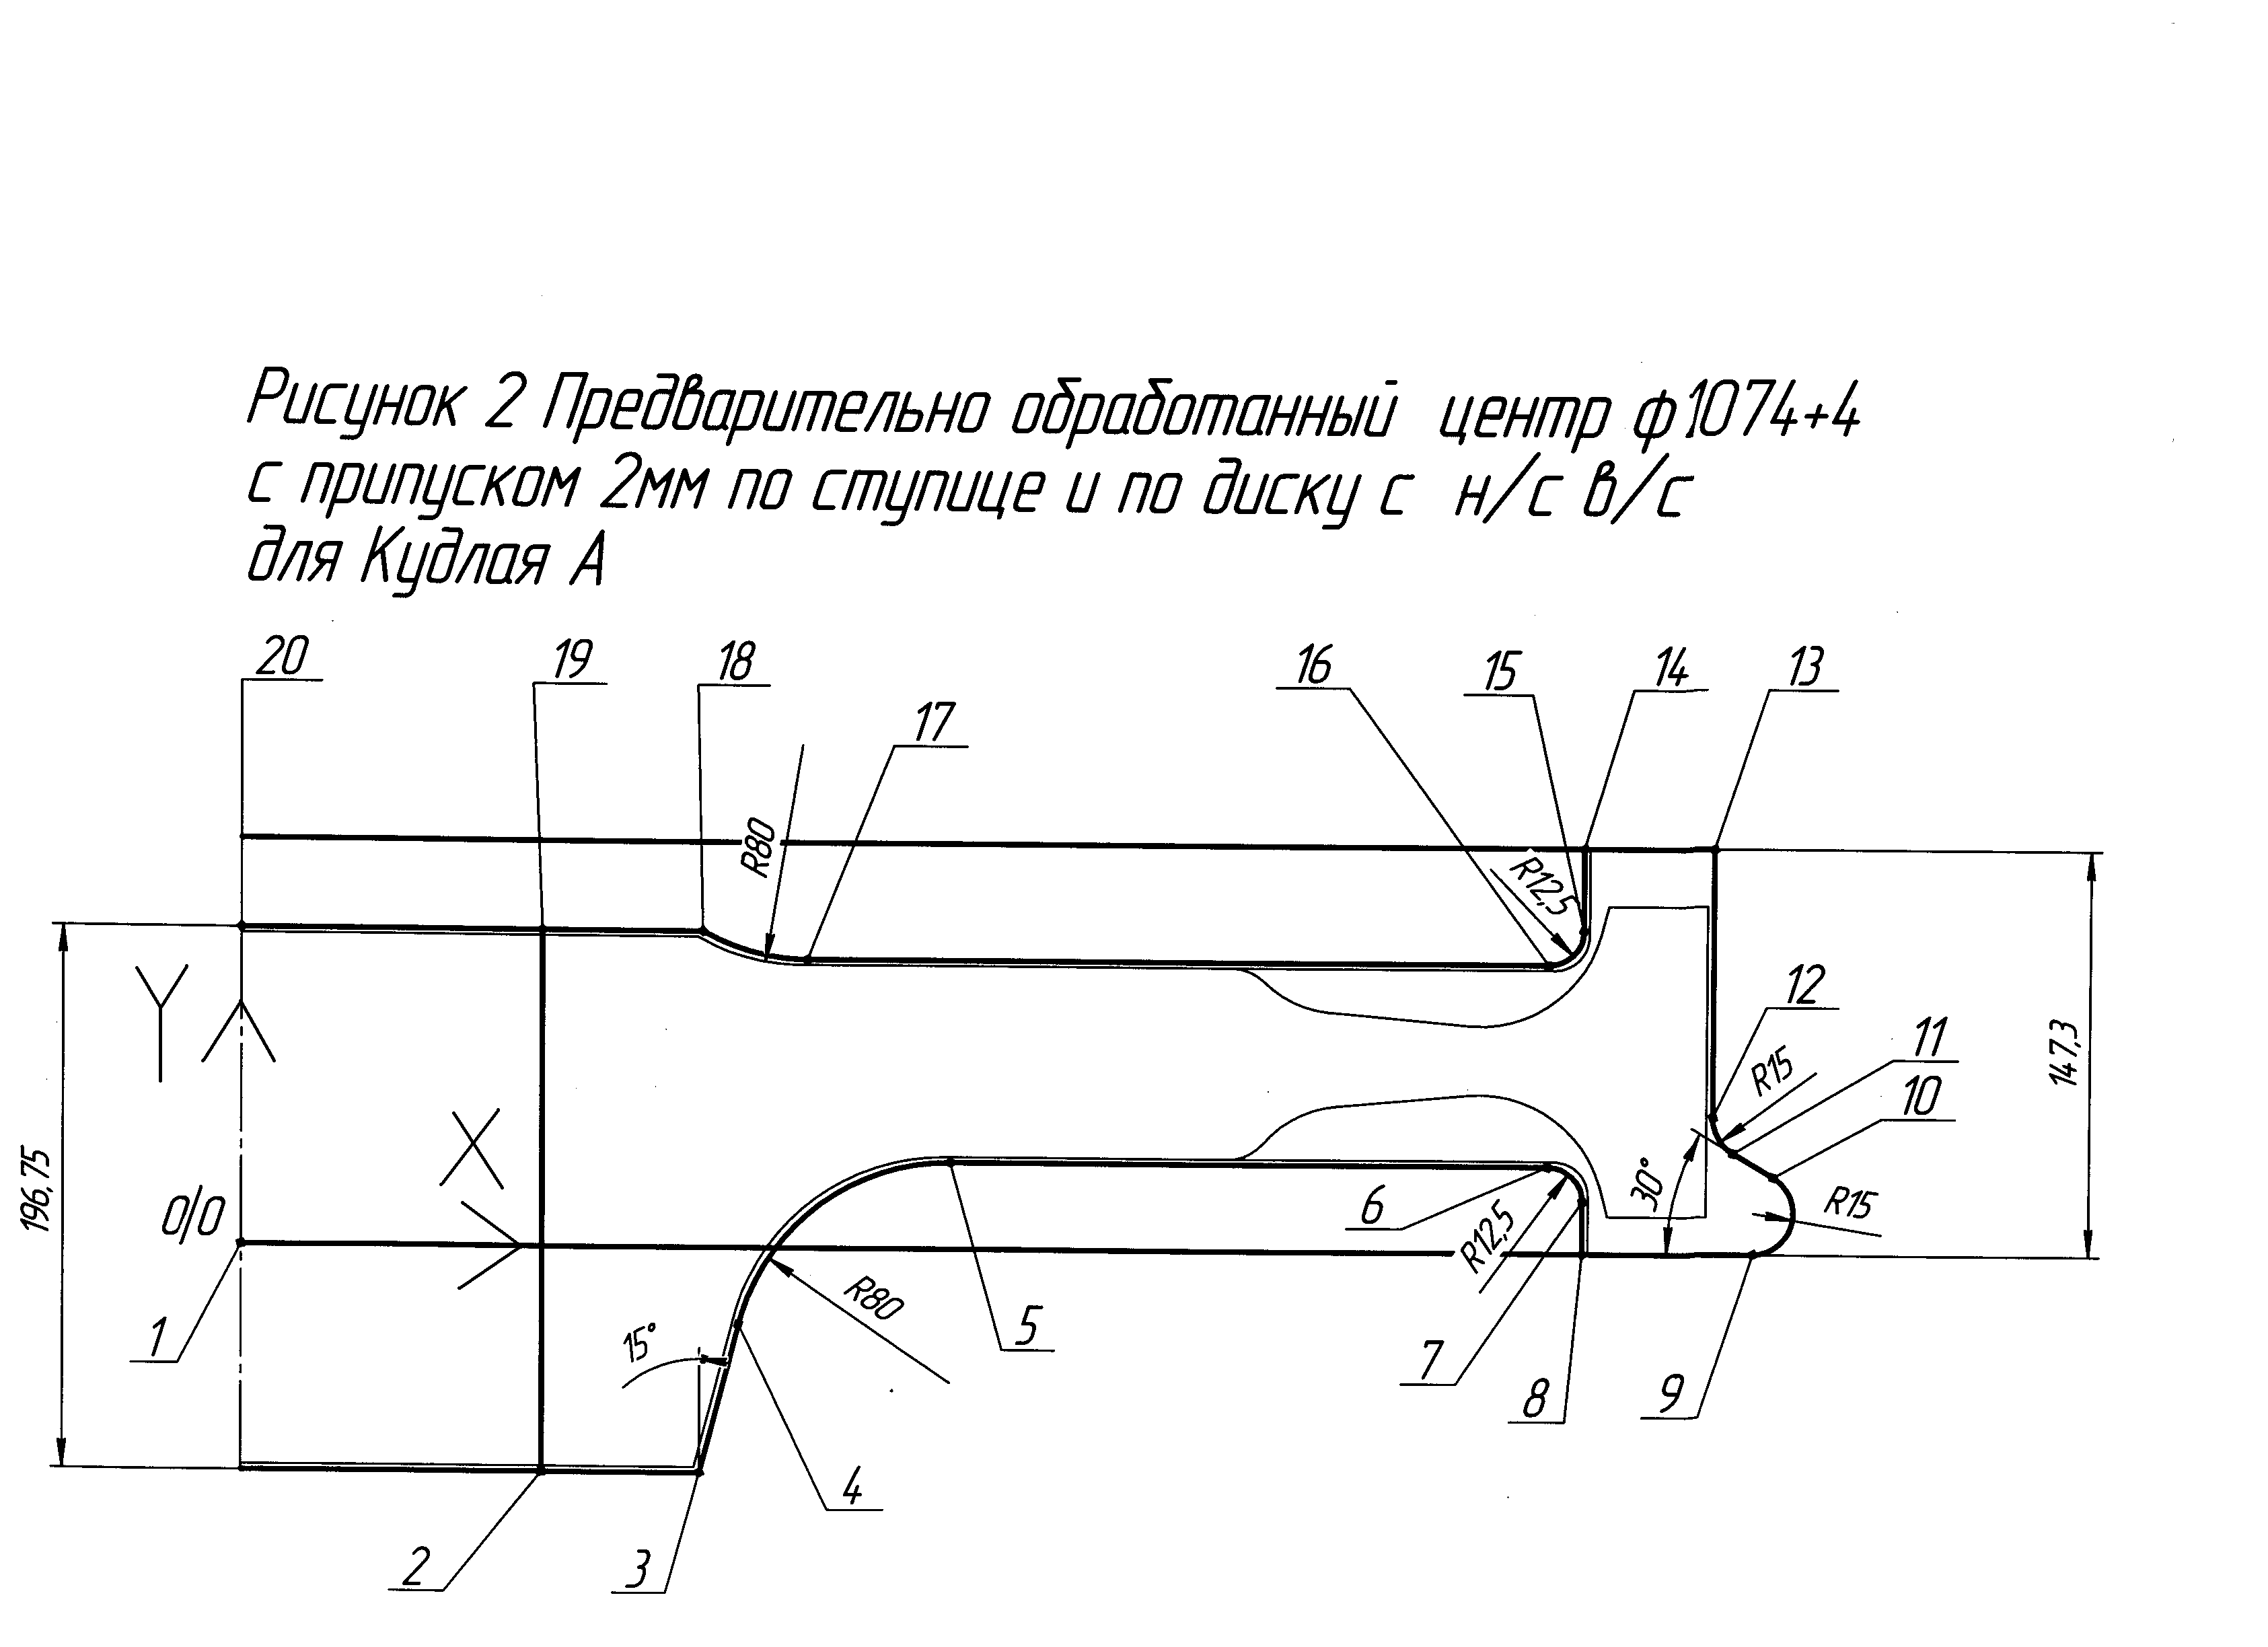 Рисунок 2 Предварительно обработанный центр ф1074+4
с припуском 2мм по ступице и по диску с н/с в/с
для Кудлая А
20
19
18
17
16
15
14
13
R80
R12,5
12
11
10
R15
147,3
Y
X
196,75
0/0
30°
R15
6
R12,5
1
15°
R80
5
7
8
9
4
2
3